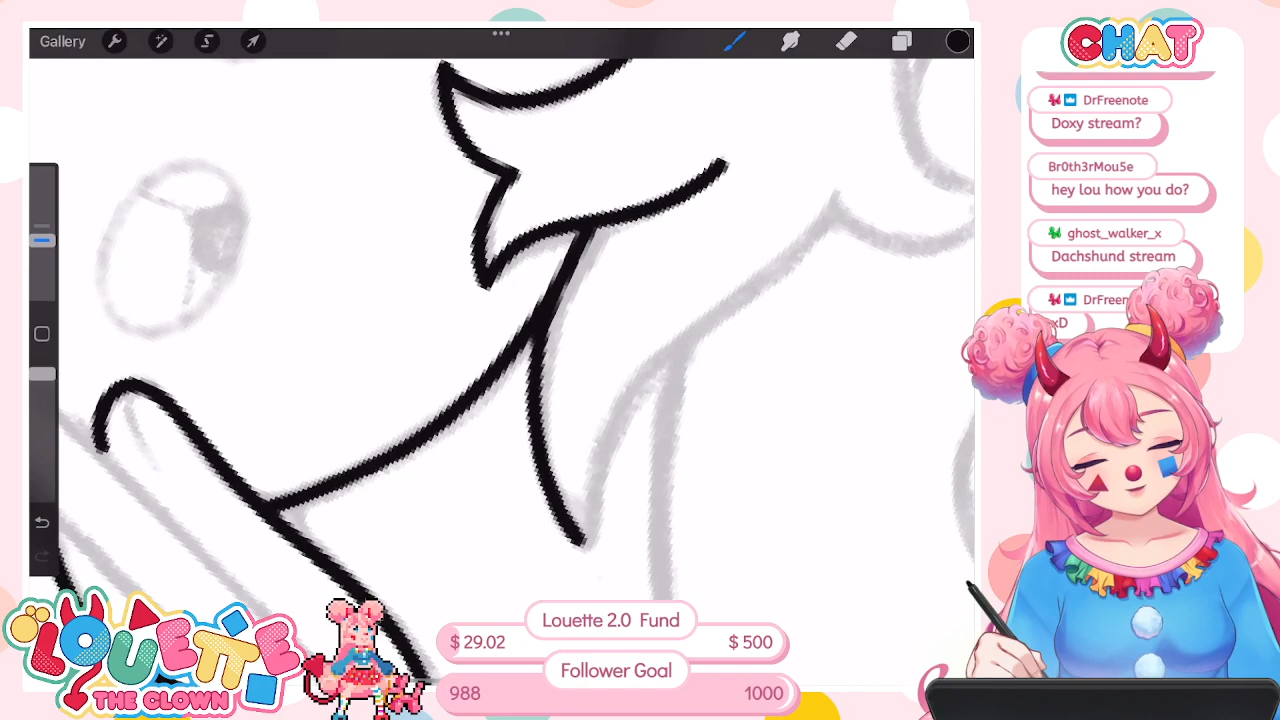 Gallery
CHAT
DrFreenote
Doxy stream?
Br0th3rMou5e
hey lou how you do?
ghost_walker_x
Dachshund stream
DrFreen
xD
LOUETTE
THE CLOWN
Louette 2.0 Fund
$ 29.02 $ 500
Follower Goal
988 1000